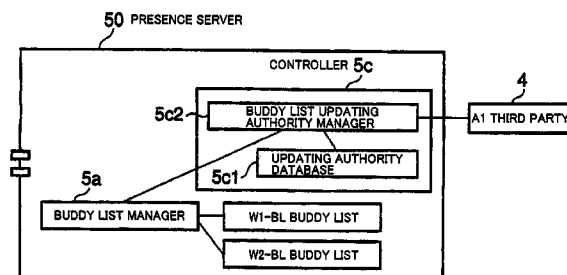 50 PRESENCE SERVER
CONTROLLER 5c
5c2
BUDDY LIST UPDATING
AUTHORITY MANAGER
4
A1 THIRD PARTY
5c1
UPDATING AUTHORITY
DATABASE
5a
BUDDY LIST MANAGER
W1-BL BUDDY LIST
W2-BL BUDDY LIST